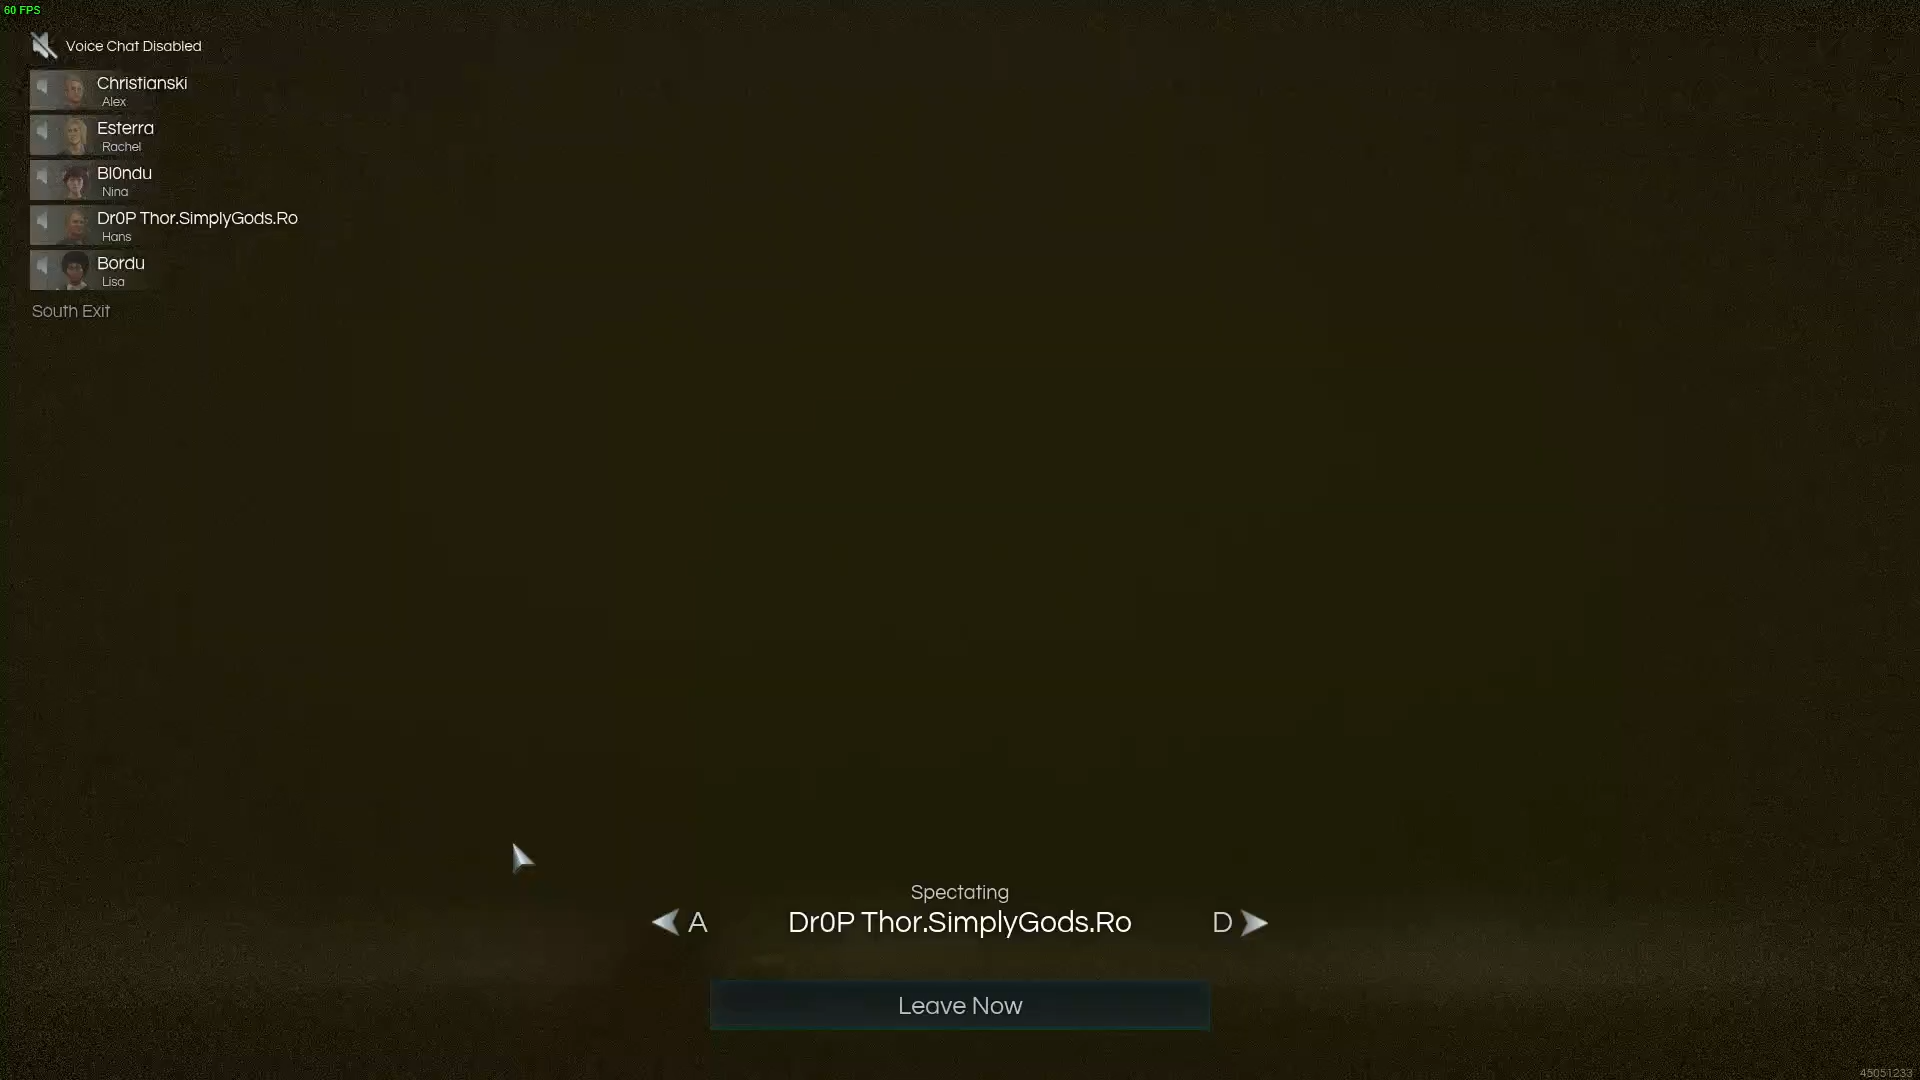 60 FPS
Voice Chat Disabled
Christianski
Alex
Esterra
Rachel
Bl0ndu
Nina
Dr0P Thor.SimplyGods.Ro
Hans
Bordu
Lisa
South Exit
Spectating
A Dr0P Thor.SimplyGods.Ro D
Leave Now
45051233